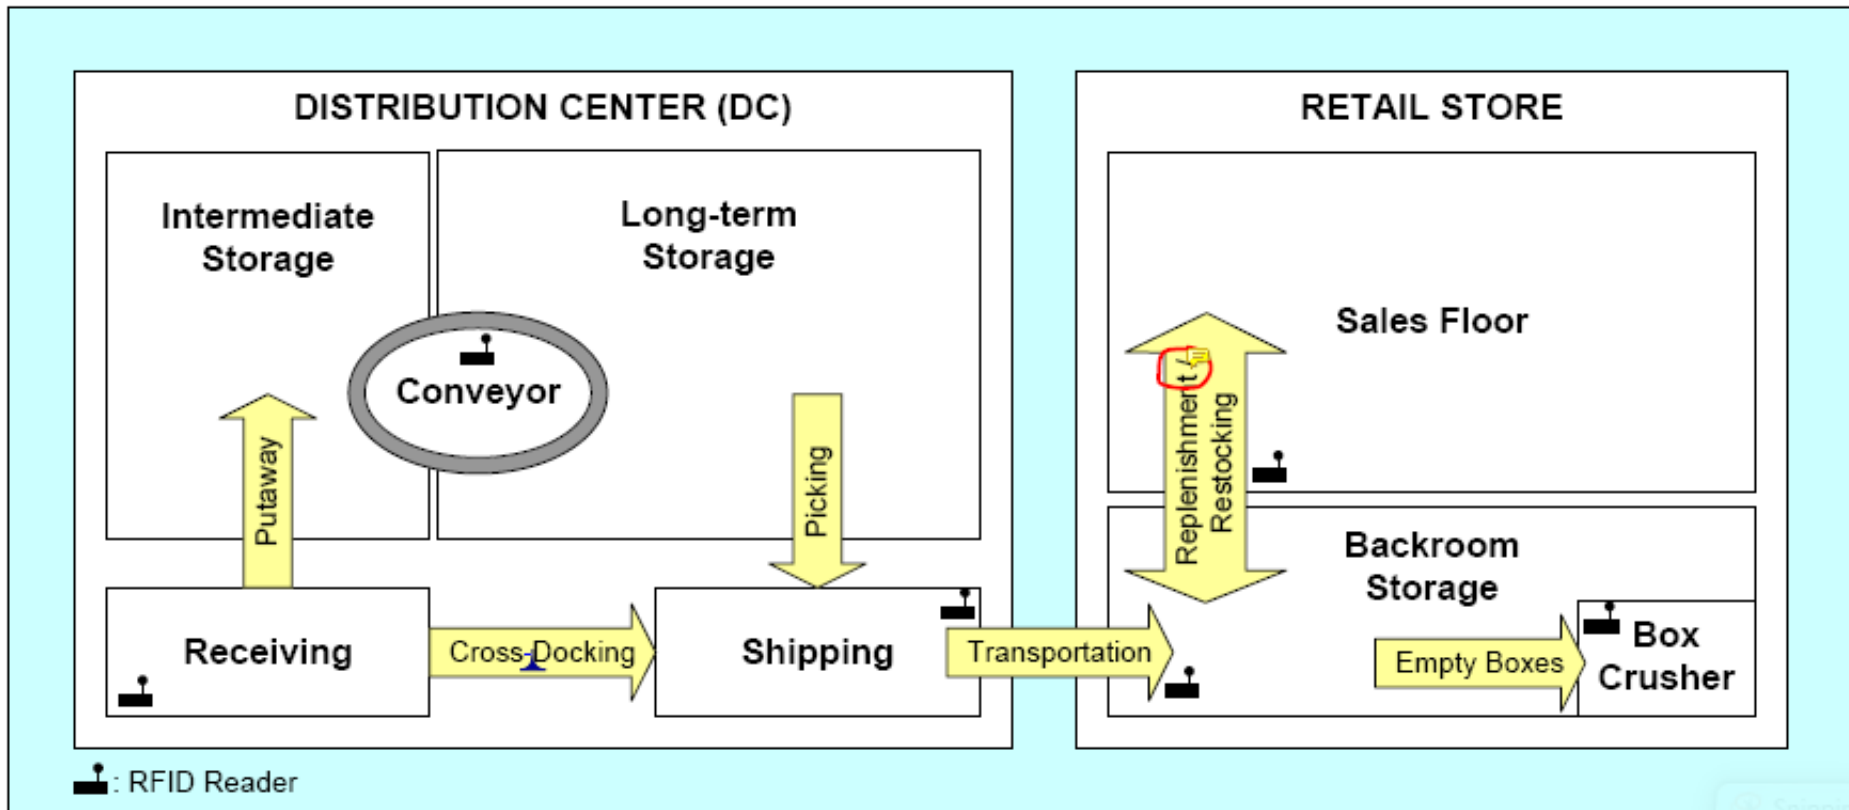 DISTRIBUTION CENTER (DC)
Intermediate
Storage
Long-term
Storage
Conveyor
Putaway
Picking
Receiving
Cross-Docking
Shipping
Transportation
RETAIL STORE
Sales Floor
Replenishment /
Restocking
Backroom
Storage
Empty Boxes
Box
Crusher
: RFID Reader